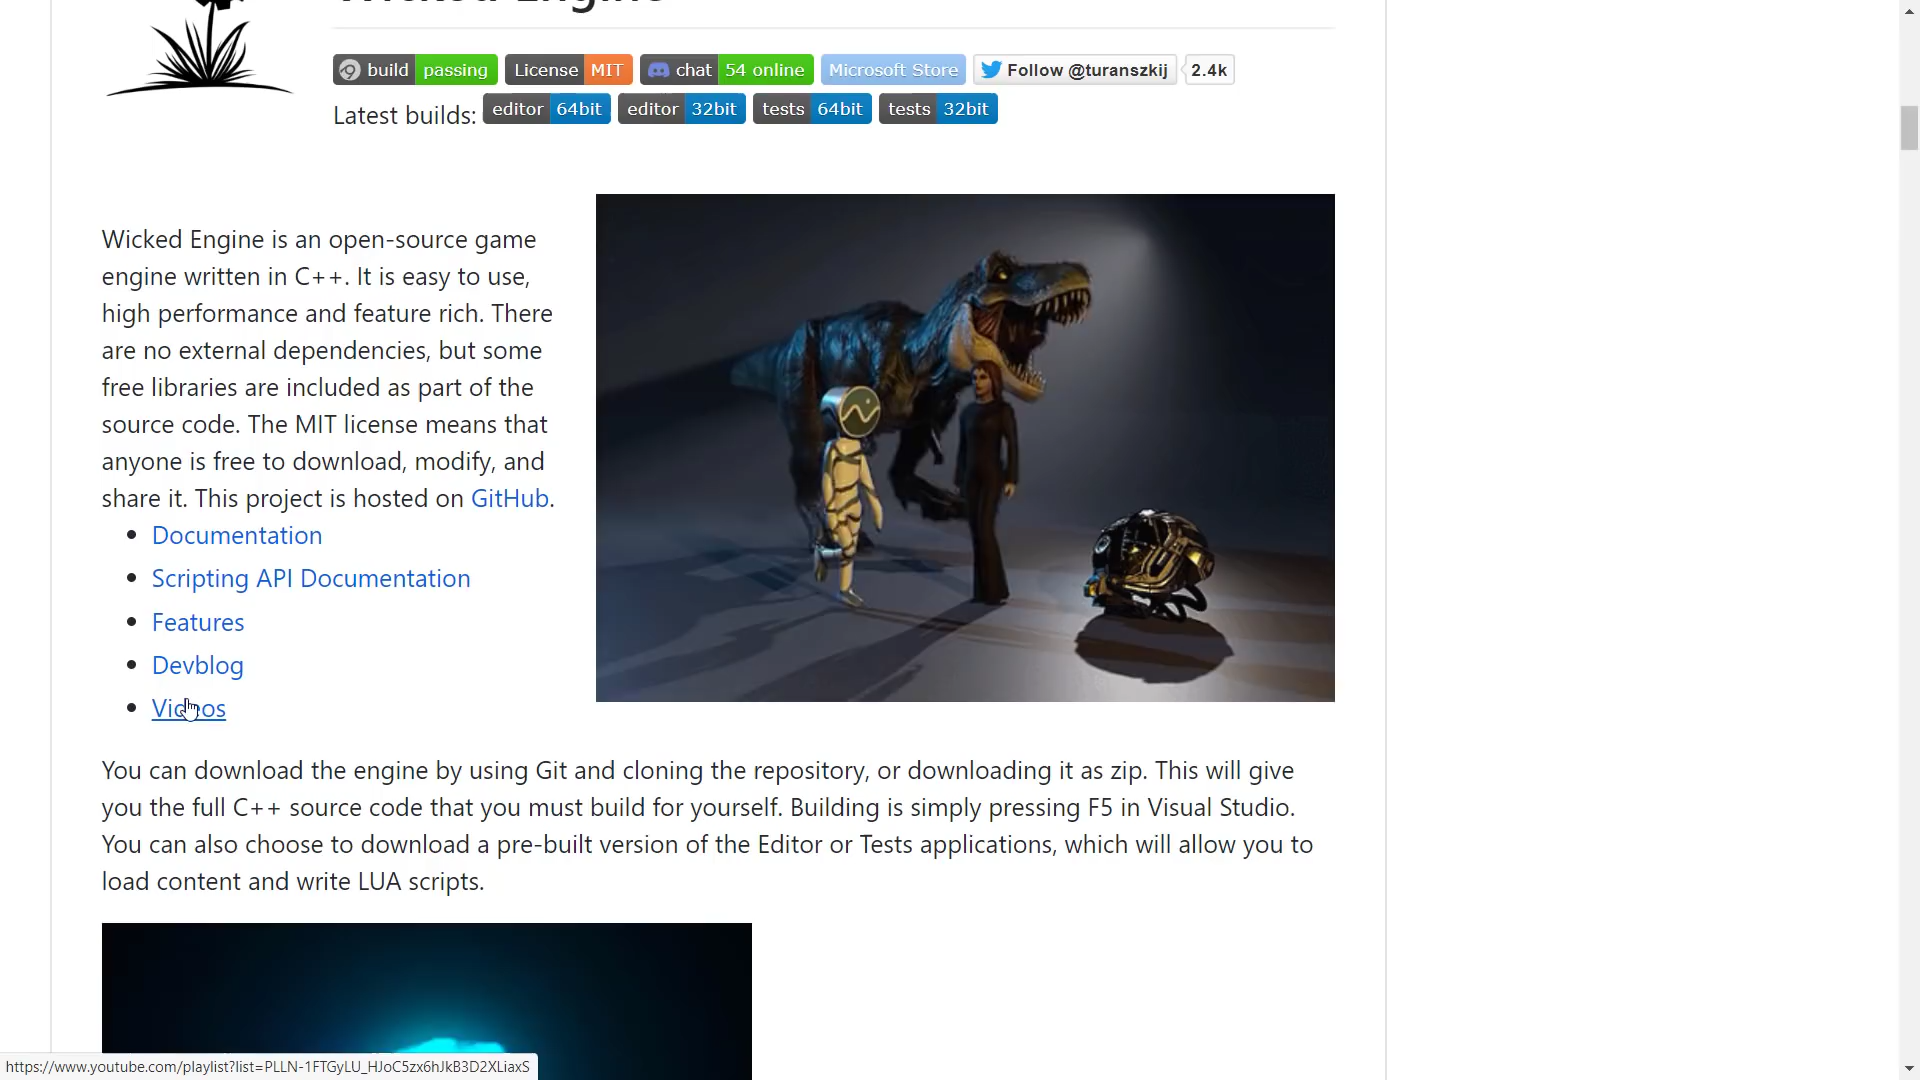 Wicked Engine
build passing License MIT chat 54 online Microsoft Store Follow @turanszkij 2.4k
Latest builds: editor 64bit editor 32bit tests 64bit tests 32bit
Wicked Engine is an open-source game
engine written in C++. It is easy to use,
high performance and feature rich. There
are no external dependencies, but some
free libraries are included as part of the
source code. The MIT license means that
anyone is free to download, modify, and
share it. This project is hosted on GitHub.
Documentation
Scripting API Documentation
Features
Devblog
Videos
You can download the engine by using Git and cloning the repository, or downloading it as zip. This will give
you the full C++ source code that you must build for yourself. Building is simply pressing F5 in Visual Studio.
You can also choose to download a pre-built version of the Editor or Tests applications, which will allow you to
load content and write LUA scripts.
https://www.youtube.com/playlist?list=PLLN-1FTGyLU_HJoC5zx6hJkB3D2XLiaxS